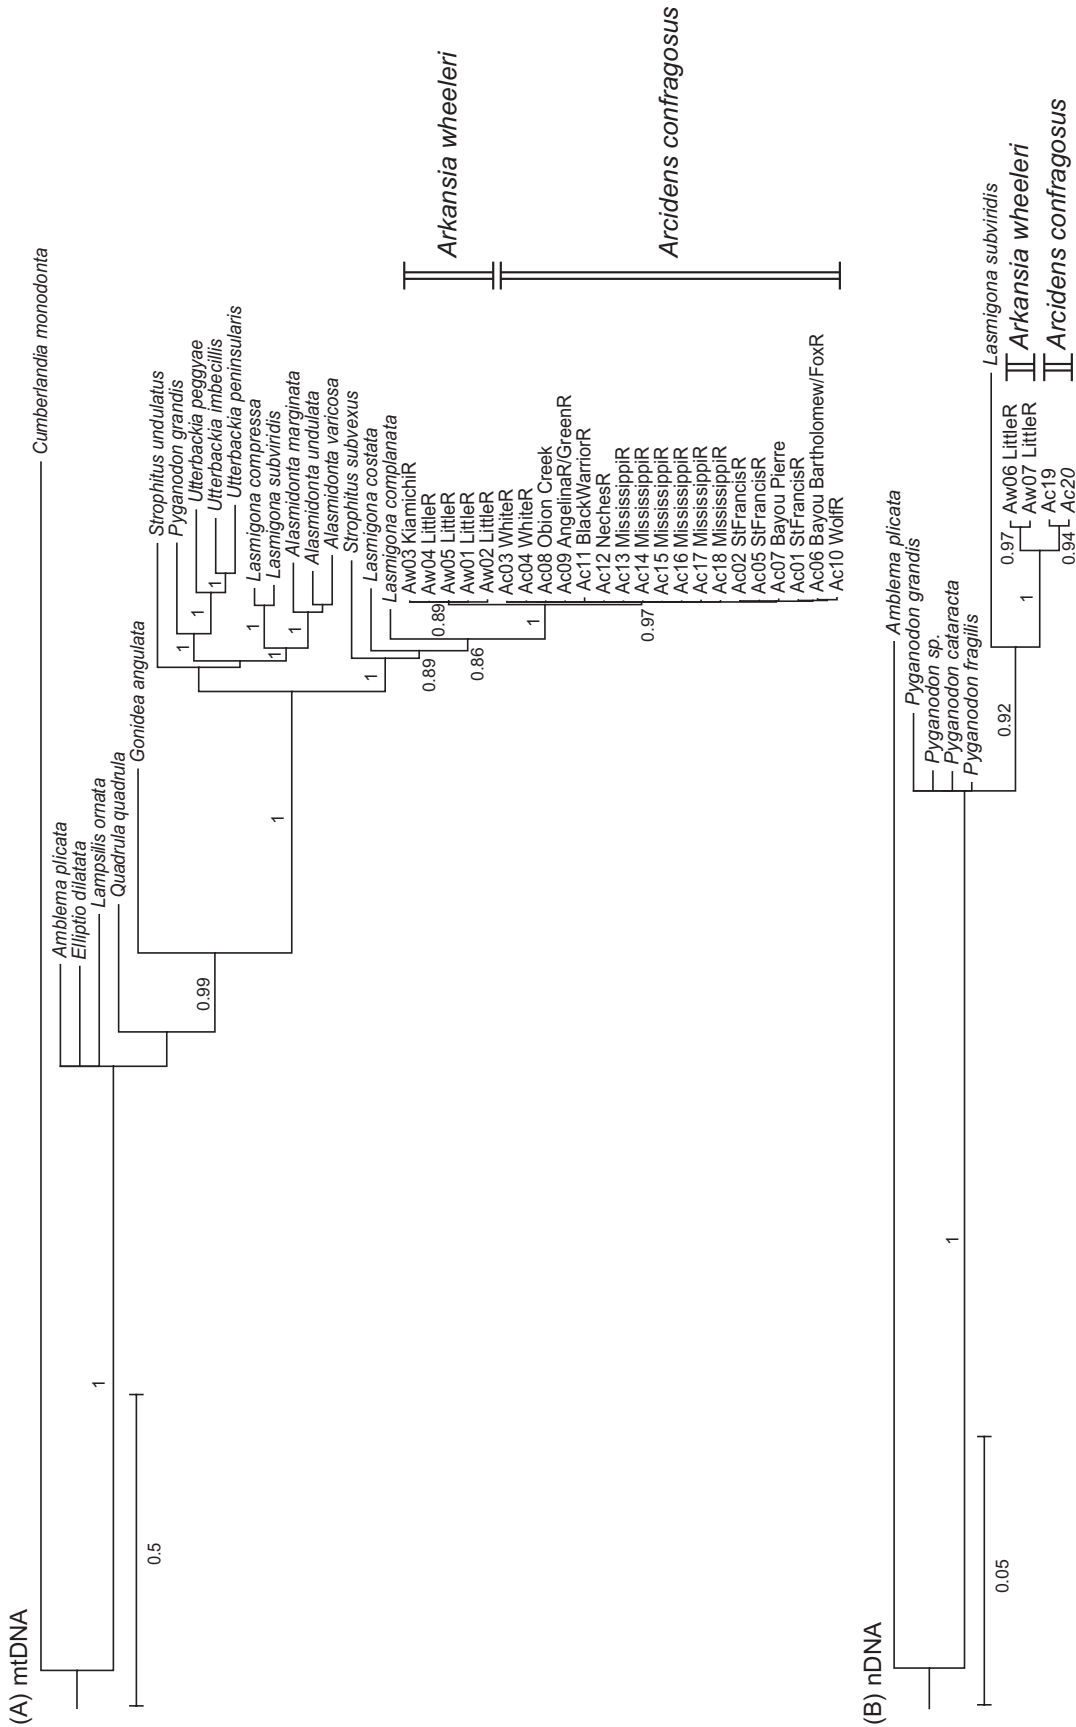 (A) mtDNA
Cumberlandia monodonta
Amblema plicata
Elliptio dilatata
Lampsilis ornata
Quadrula quadrula
Gonidea angulata
Strophitus undulatus
Pyganodon grandis
Utterbackia peggyae
Utterbackia imbecillis
Utterbackia peninsularis
Lasmigona compressa
Lasmigona subviridis
Alasmidonta marginata
Alasmidonta undulata
Alasmidonta varicosa
Strophitus subvexus
Lasmigona costata
Lasmigona complanata
Aw03 KiamichiR
Aw04 LittleR
Aw05 LittleR
Aw01 LittleR
Aw02 LittleR
Ac03 WhiteR
Ac04 WhiteR
Ac08 Obion Creek
Ac09 AngelinaR/GreenR
Ac11 BlackWarriorR
Ac12 NechesR
Ac13 MississippiR
Ac14 MississippiR
Ac15 MississippiR
Ac16 MississippiR
Ac17 MississippiR
Ac18 MississippiR
Ac02 StFrancisR
Ac05 StFrancisR
Ac07 Bayou Pierre
Ac01 StFrancisR
Ac06 Bayou Bartholomew/FoxR
Ac10 WolfR
Arkansia wheeleri
Arcidens confragosus
1
0.99
1
1
1
1
1
1
1
1
0.89
0.86
0.89
1
0.97
0.5
(B) nDNA
Amblema plicata
Pyganodon grandis
Pyganodon sp.
Pyganodon cataracta
Pyganodon fragilis
Lasmigona subviridis
Aw06 LittleR
Aw07 LittleR
Ac19
Ac20
Arkansia wheeleri
Arcidens confragosus
1
0.92
1
0.97
0.94
0.05